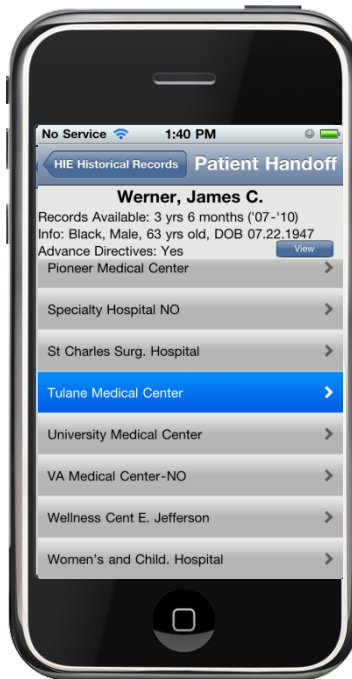 No Service 1:40 PM
HIE Historical Records Patient Handoff
Werner, James C.
Records Available: 3 yrs 6 months ('07-'10)
Info: Black, Male, 63 yrs old, DOB 07.22.1947
Advance Directives: Yes View
Pioneer Medical Center
Specialty Hospital NO
St Charles Surg. Hospital
Tulane Medical Center
University Medical Center
VA Medical Center-NO
Wellness Cent E. Jefferson
Women's and Child. Hospital